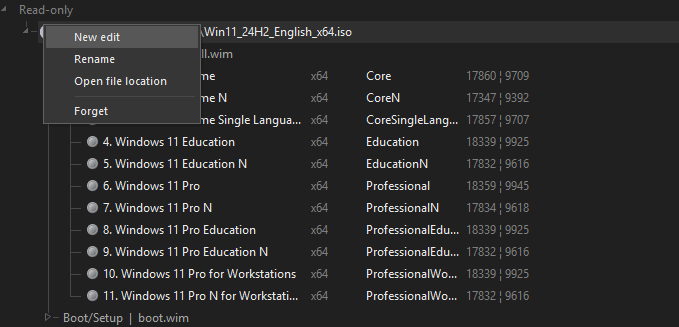 Read-only
\Win11_24H2_English_x64.iso
New edit
ll.wim
Rename
me x64 Core 17860 ¦ 9709
Open file location
me N x64 CoreN 17347 ¦ 9392
Forget
me Single Langua... x64 CoreSingleLang... 17857 ¦ 9707
4. Windows 11 Education x64 Education 18339 ¦ 9925
5. Windows 11 Education N x64 EducationN 17832 ¦ 9616
6. Windows 11 Pro x64 Professional 18359 ¦ 9945
7. Windows 11 Pro N x64 ProfessionalN 17834 ¦ 9618
8. Windows 11 Pro Education x64 ProfessionalEdu... 18339 ¦ 9925
9. Windows 11 Pro Education N x64 ProfessionalEdu... 17832 ¦ 9616
10. Windows 11 Pro for Workstations x64 ProfessionalWo... 18339 ¦ 9925
11. Windows 11 Pro N for Workstati... x64 ProfessionalWo... 17832 ¦ 9616
Boot/Setup | boot.wim